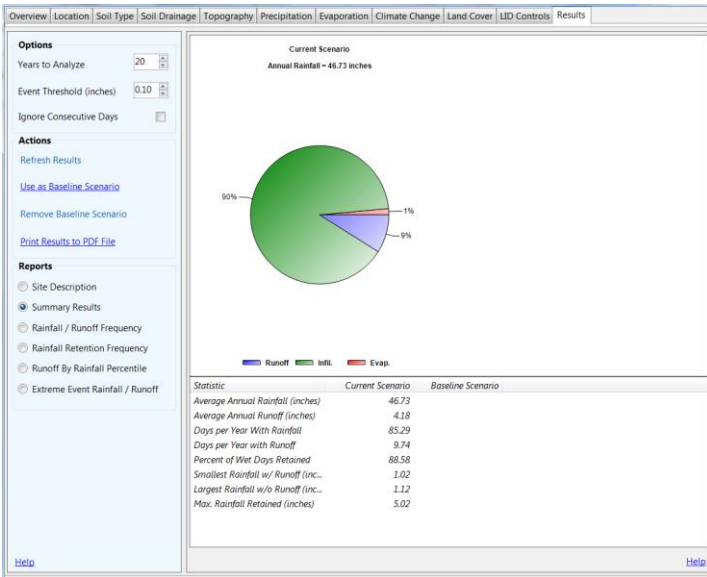 Overview Location Soil Type Soil Drainage Topography Precipitation Evaporation Climate Change Land Cover LID Controls Results
Options
Years to Analyze 20
Event Threshold (inches) 0.10
Ignore Consecutive Days
Actions
Refresh Results
Use as Baseline Scenario
Remove Baseline Scenario
Print Results to PDF File
Reports
Site Description
Summary Results
Rainfall / Runoff Frequency
Rainfall Retention Frequency
Runoff By Rainfall Percentile
Extreme Event Rainfall / Runoff
Help
Current Scenario
Annual Rainfall = 46.73 inches
90%
1%
9%
Runoff Infil. Evap.
Statistic Current Scenario Baseline Scenario
Average Annual Rainfall (inches) 46.73
Average Annual Runoff (inches) 4.18
Days per Year With Rainfall 85.29
Days per Year with Runoff 9.74
Percent of Wet Days Retained 88.58
Smallest Rainfall w/ Runoff (inc... 1.02
Largest Rainfall w/o Runoff (inc... 1.12
Max. Rainfall Retained (inches) 5.02
Help